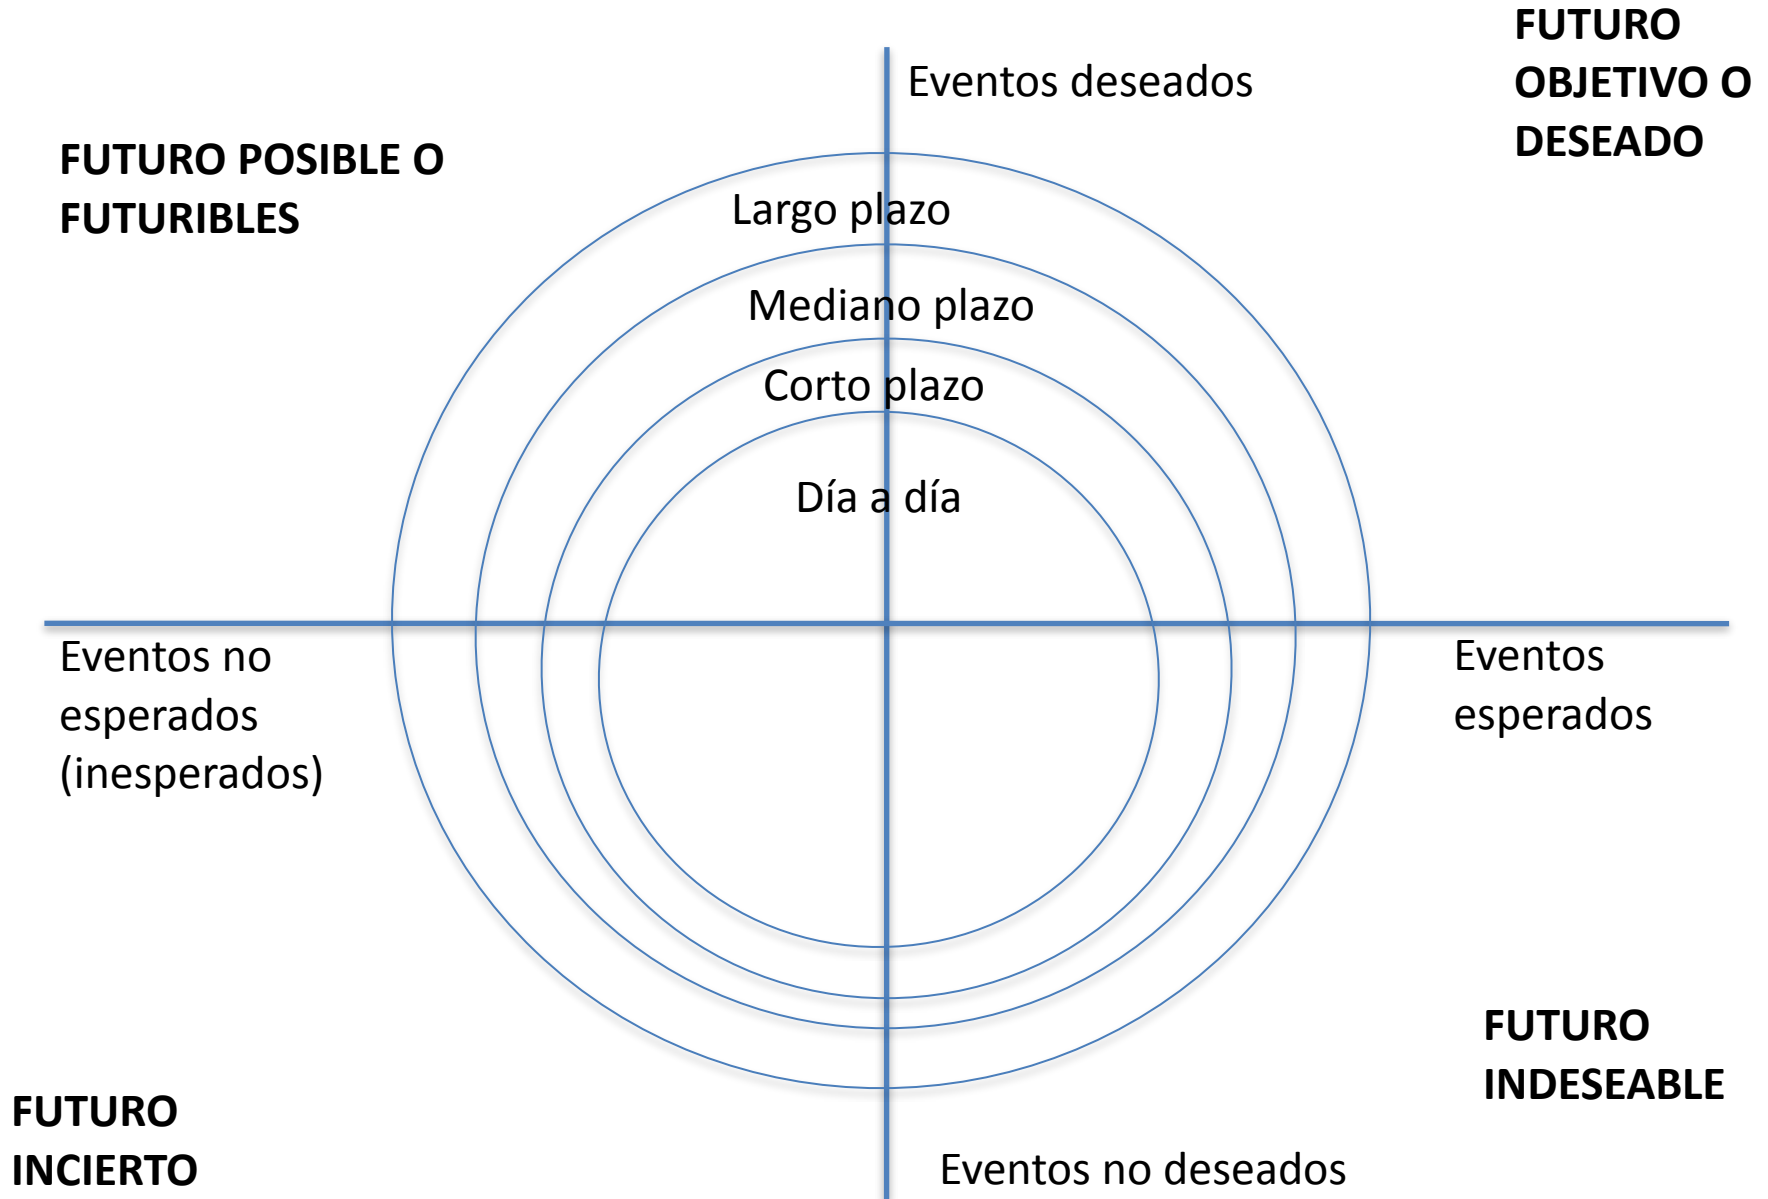 FUTURO
OBJETIVO O
DESEADO
Eventos deseados
FUTURO POSIBLE O
FUTURIBLES
Largo plazo
Mediano plazo
Corto plazo
Día a día
Eventos no
esperados
(inesperados)
Eventos
esperados
FUTURO
INDESEABLE
FUTURO
INCIERTO
Eventos no deseados